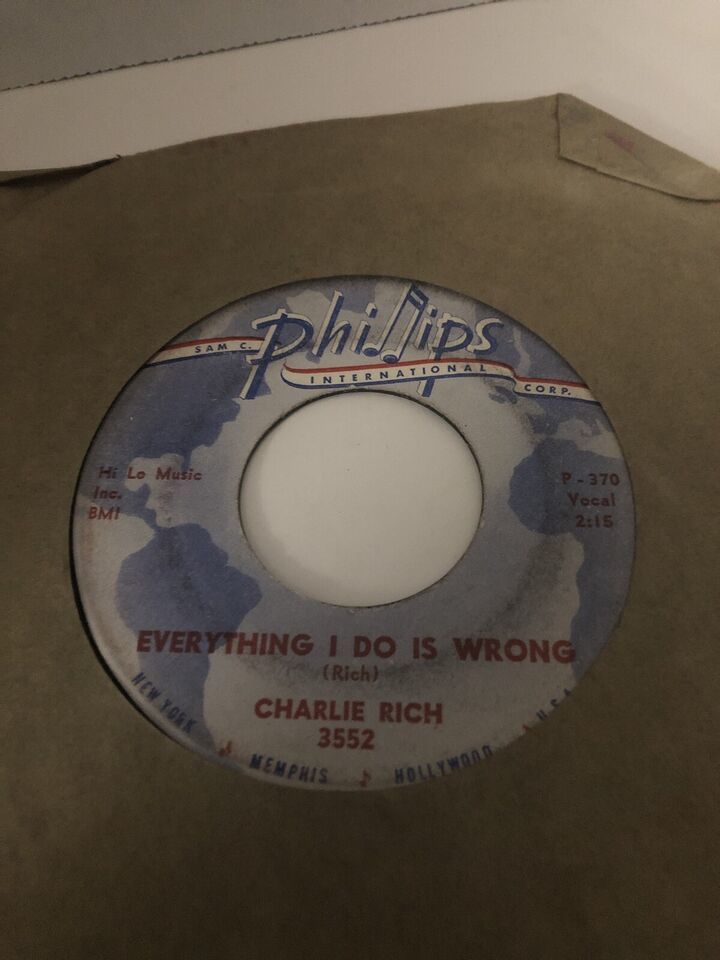 Phillips
SAM C. INTERNATIONAL CORP.
Hi Lo Music
Inc.
BMI
P - 370
Vocal
2:15
EVERYTHING I DO IS WRONG
(Rich)
CHARLIE RICH
3552
NEW YORK ♪ MEMPHIS ♪ HOLLYWOOD ♪ U.S.A.